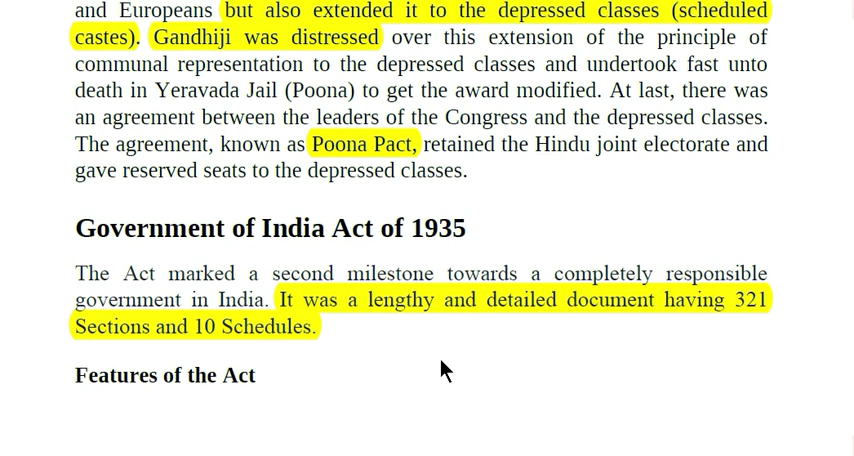 and Europeans but also extended it to the depressed classes (scheduled
castes). Gandhiji was distressed over this extension of the principle of
communal representation to the depressed classes and undertook fast unto
death in Yeravada Jail (Poona) to get the award modified. At last, there was
an agreement between the leaders of the Congress and the depressed classes.
The agreement, known as Poona Pact, retained the Hindu joint electorate and
gave reserved seats to the depressed classes.
Government of India Act of 1935
The Act marked a second milestone towards a completely responsible
government in India. It was a lengthy and detailed document having 321
Sections and 10 Schedules.
Features of the Act